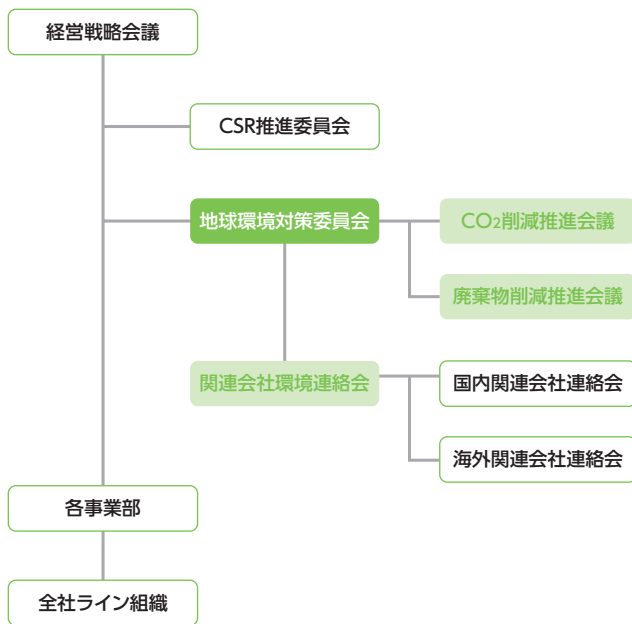 経営戦略会議
CSR推進委員会
地球環境対策委員会
CO₂削減推進会議
廃棄物削減推進会議
関連会社環境連絡会
国内関連会社連絡会
海外関連会社連絡会
各事業部
全社ライン組織